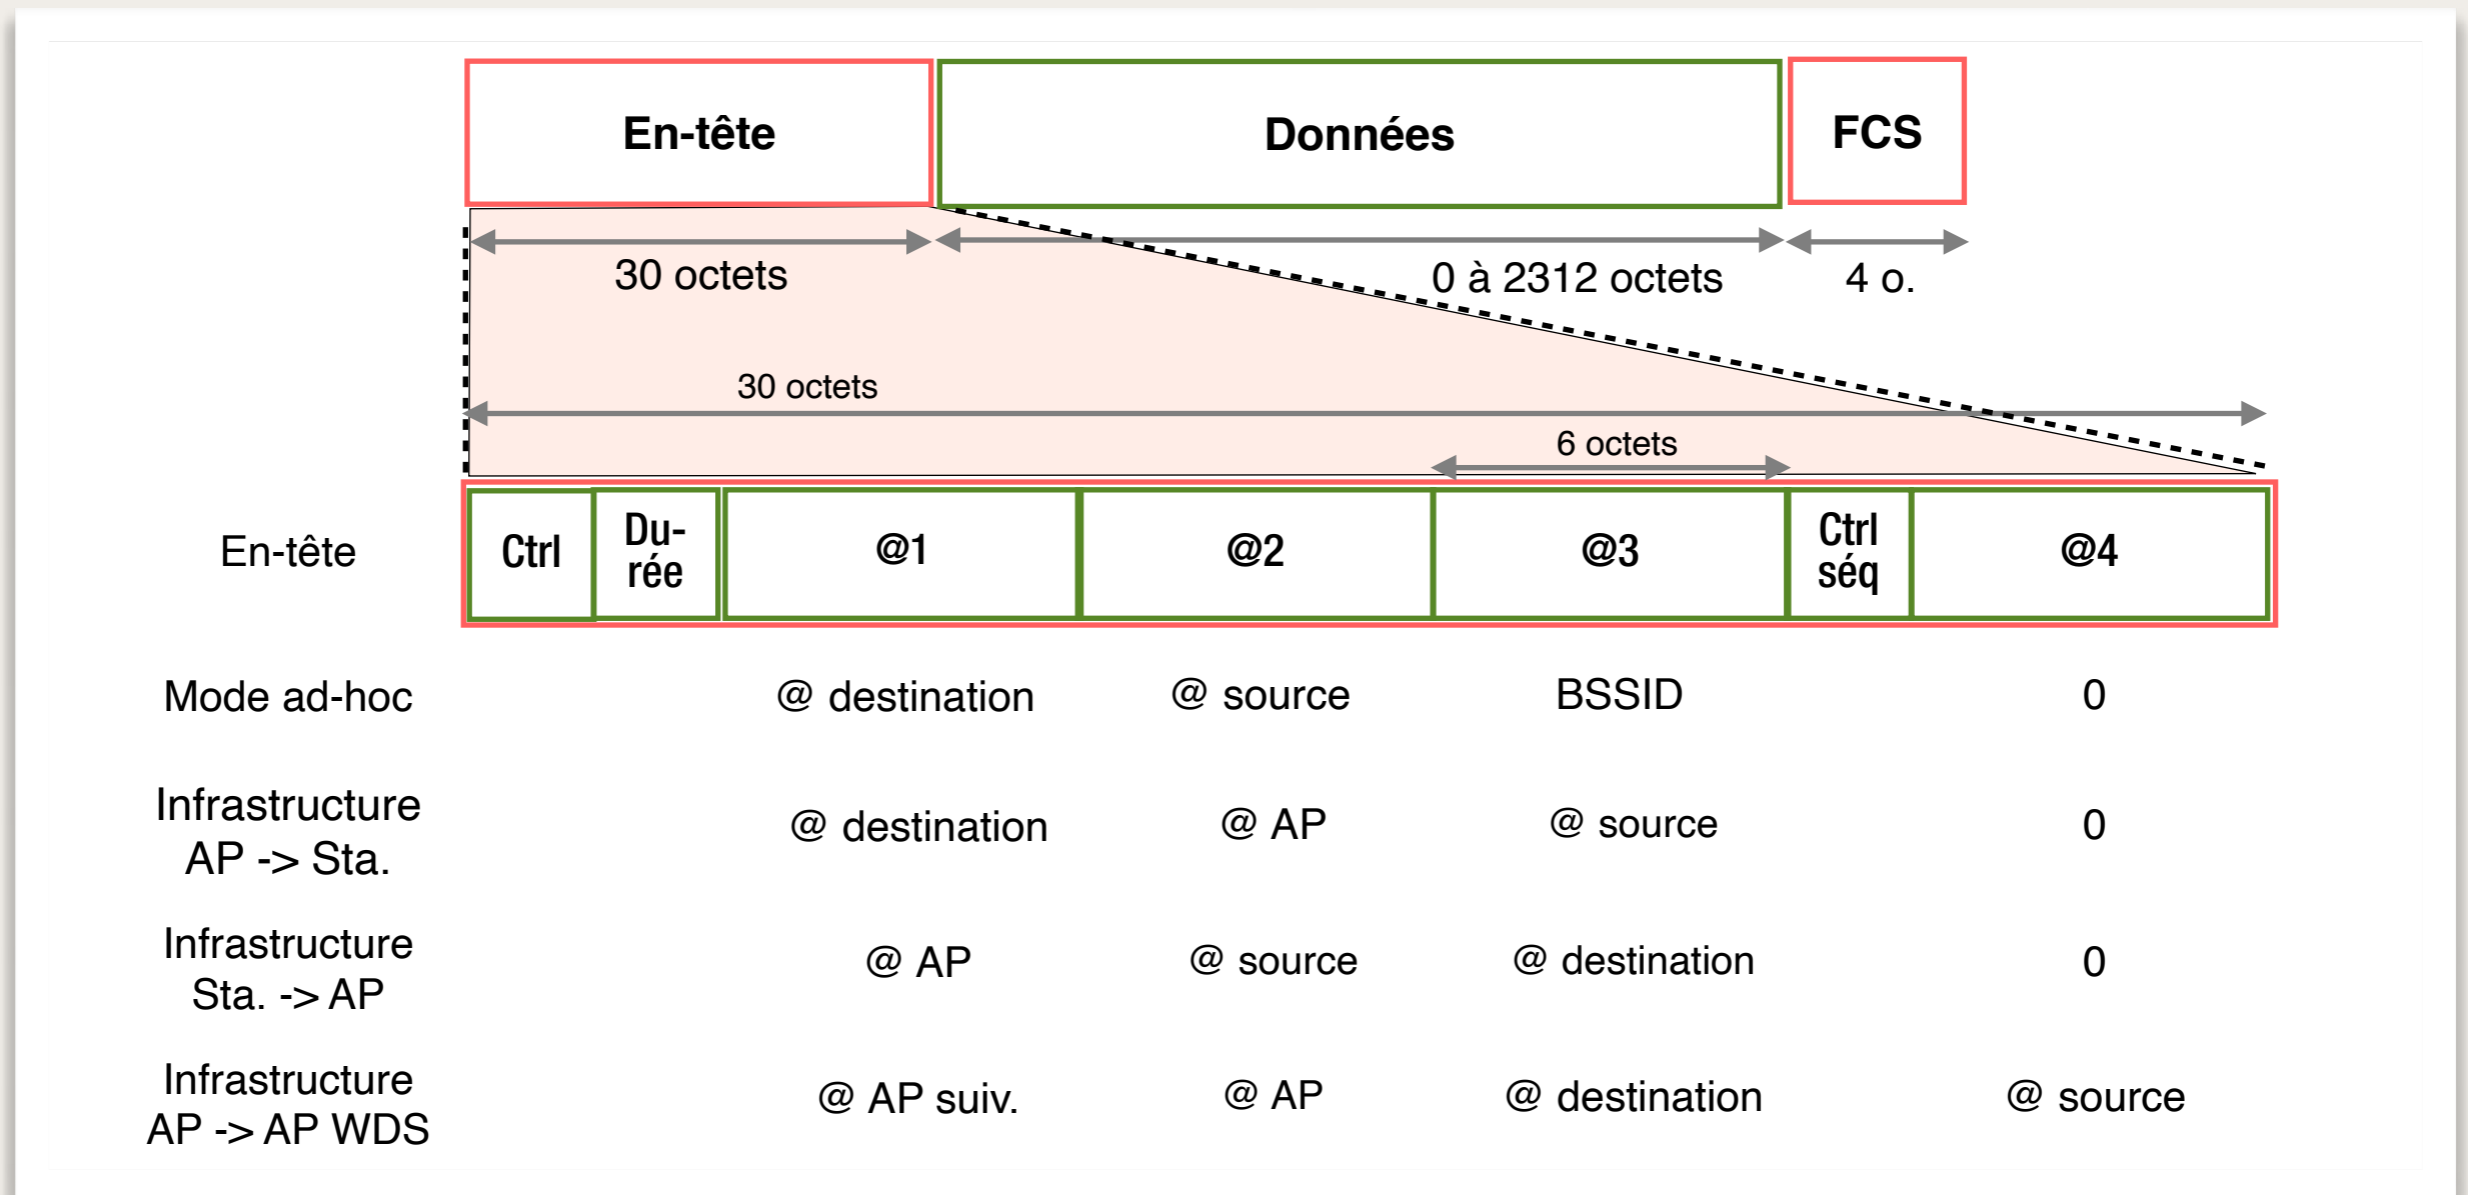 En-tête
Données
FCS
30 octets
0 à 2312 octets
4 o.
30 octets
6 octets
En-tête
Ctrl
Du-
rée
@1
@2
@3
Ctrl
séq
@4
Mode ad-hoc
@ destination
@ source
BSSID
0
Infrastructure
AP -> Sta.
@ destination
@ AP
@ source
0
Infrastructure
Sta. -> AP
@ AP
@ source
@ destination
0
Infrastructure
AP -> AP WDS
@ AP suiv.
@ AP
@ destination
@ source